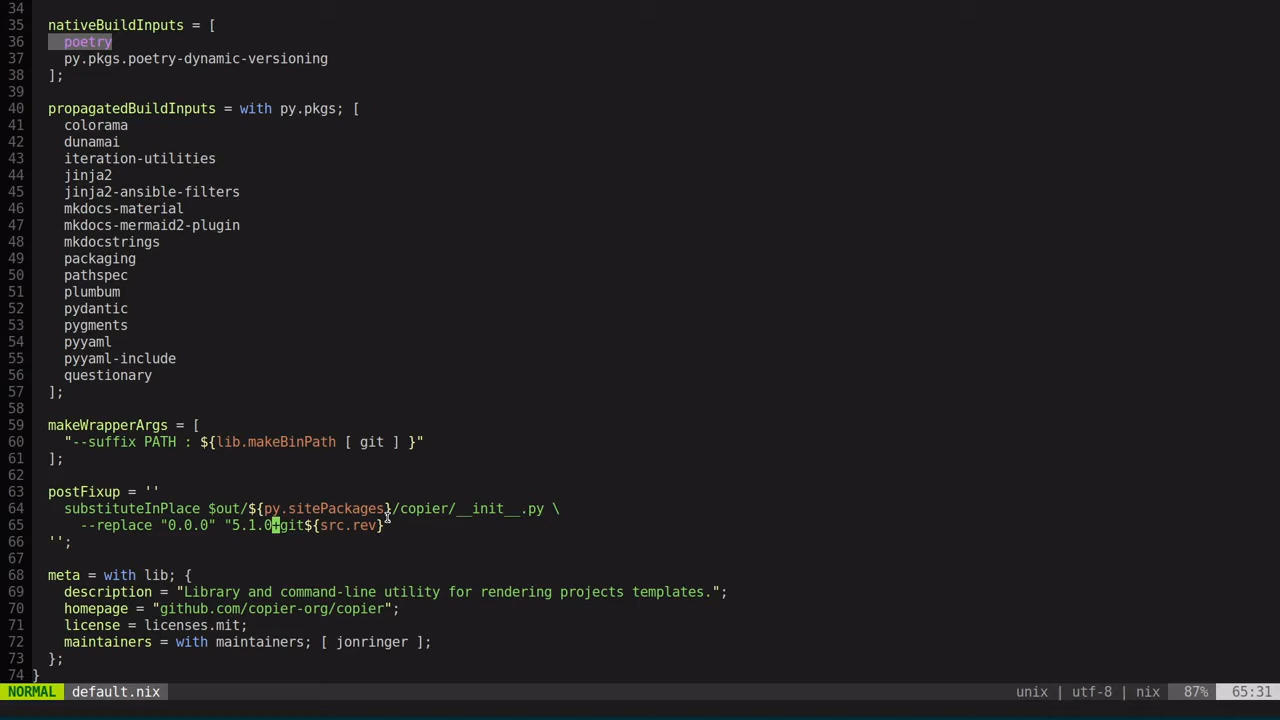 34
35 nativeBuildInputs = [
36 poetry
37 py.pkgs.poetry-dynamic-versioning
38 ];
39
40 propagatedBuildInputs = with py.pkgs; [
41 colorama
42 dunamai
43 iteration-utilities
44 jinja2
45 jinja2-ansible-filters
46 mkdocs-material
47 mkdocs-mermaid2-plugin
48 mkdocstrings
49 packaging
50 pathspec
51 plumbum
52 pydantic
53 pygments
54 pyyaml
55 pyyaml-include
56 questionary
57 ];
58
59 makeWrapperArgs = [
60 "--suffix PATH : ${lib.makeBinPath [ git ] }"
61 ];
62
63 postFixup = ''
64 substituteInPlace $out/${py.sitePackages}/copier/__init__.py \
65 --replace "0.0.0" "5.1.0+git${src.rev}
66 '';
67
68 meta = with lib; {
69 description = "Library and command-line utility for rendering projects templates.";
70 homepage = "github.com/copier-org/copier";
71 license = licenses.mit;
72 maintainers = with maintainers; [ jonringer ];
73 };
74 }
NORMAL default.nix unix | utf-8 | nix 87% 65:31